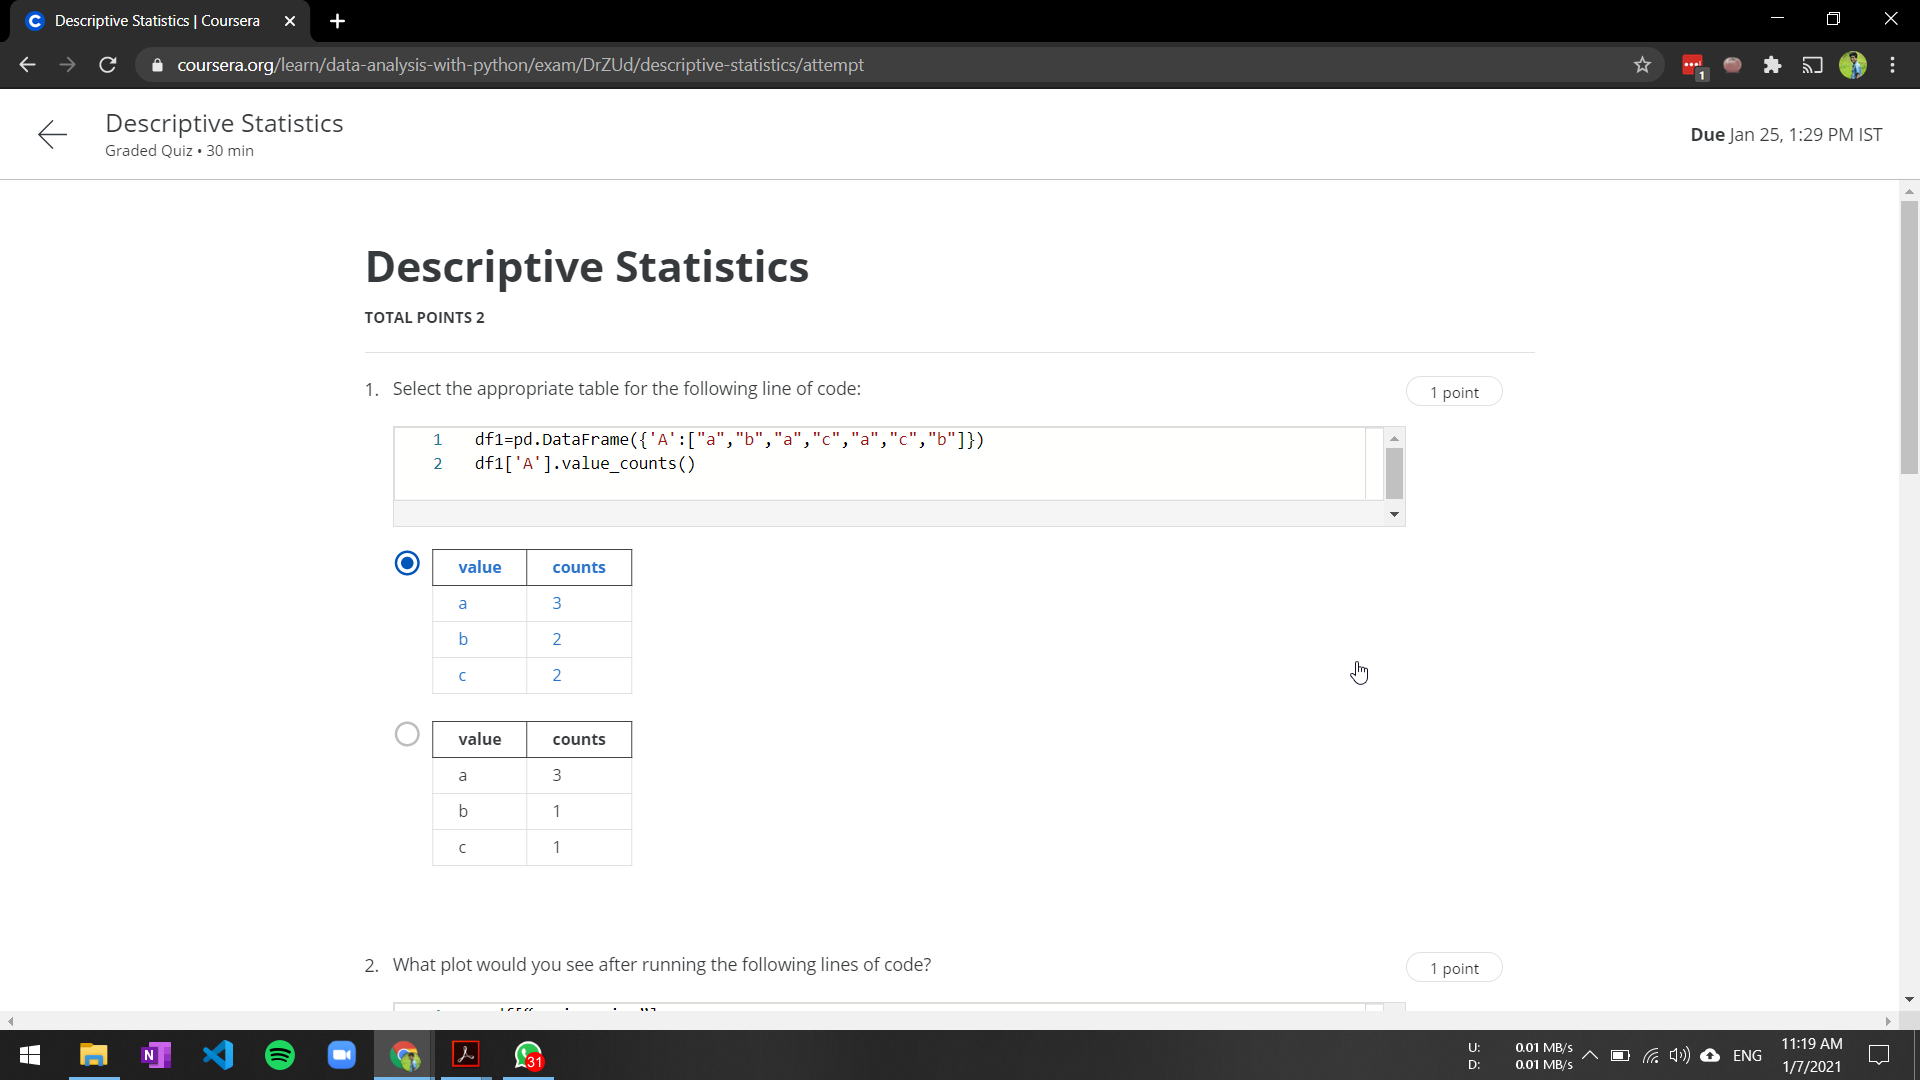 Descriptive Statistics | Coursera
coursera.org/learn/data-analysis-with-python/exam/DrZUd/descriptive-statistics/attempt
1
Descriptive Statistics
Graded Quiz • 30 min
Due Jan 25, 1:29 PM IST
Descriptive Statistics
TOTAL POINTS 2
1. Select the appropriate table for the following line of code:
1 point
1 df1=pd.DataFrame({'A':["a","b","a","c","a","c","b"]})
2 df1['A'].value_counts()
value counts
a 3
b 2
c 2
value counts
a 3
b 1
c 1
2. What plot would you see after running the following lines of code?
1 point
U: 0.01 MB/s
D: 0.01 MB/s
ENG
11:19 AM
1/7/2021
31